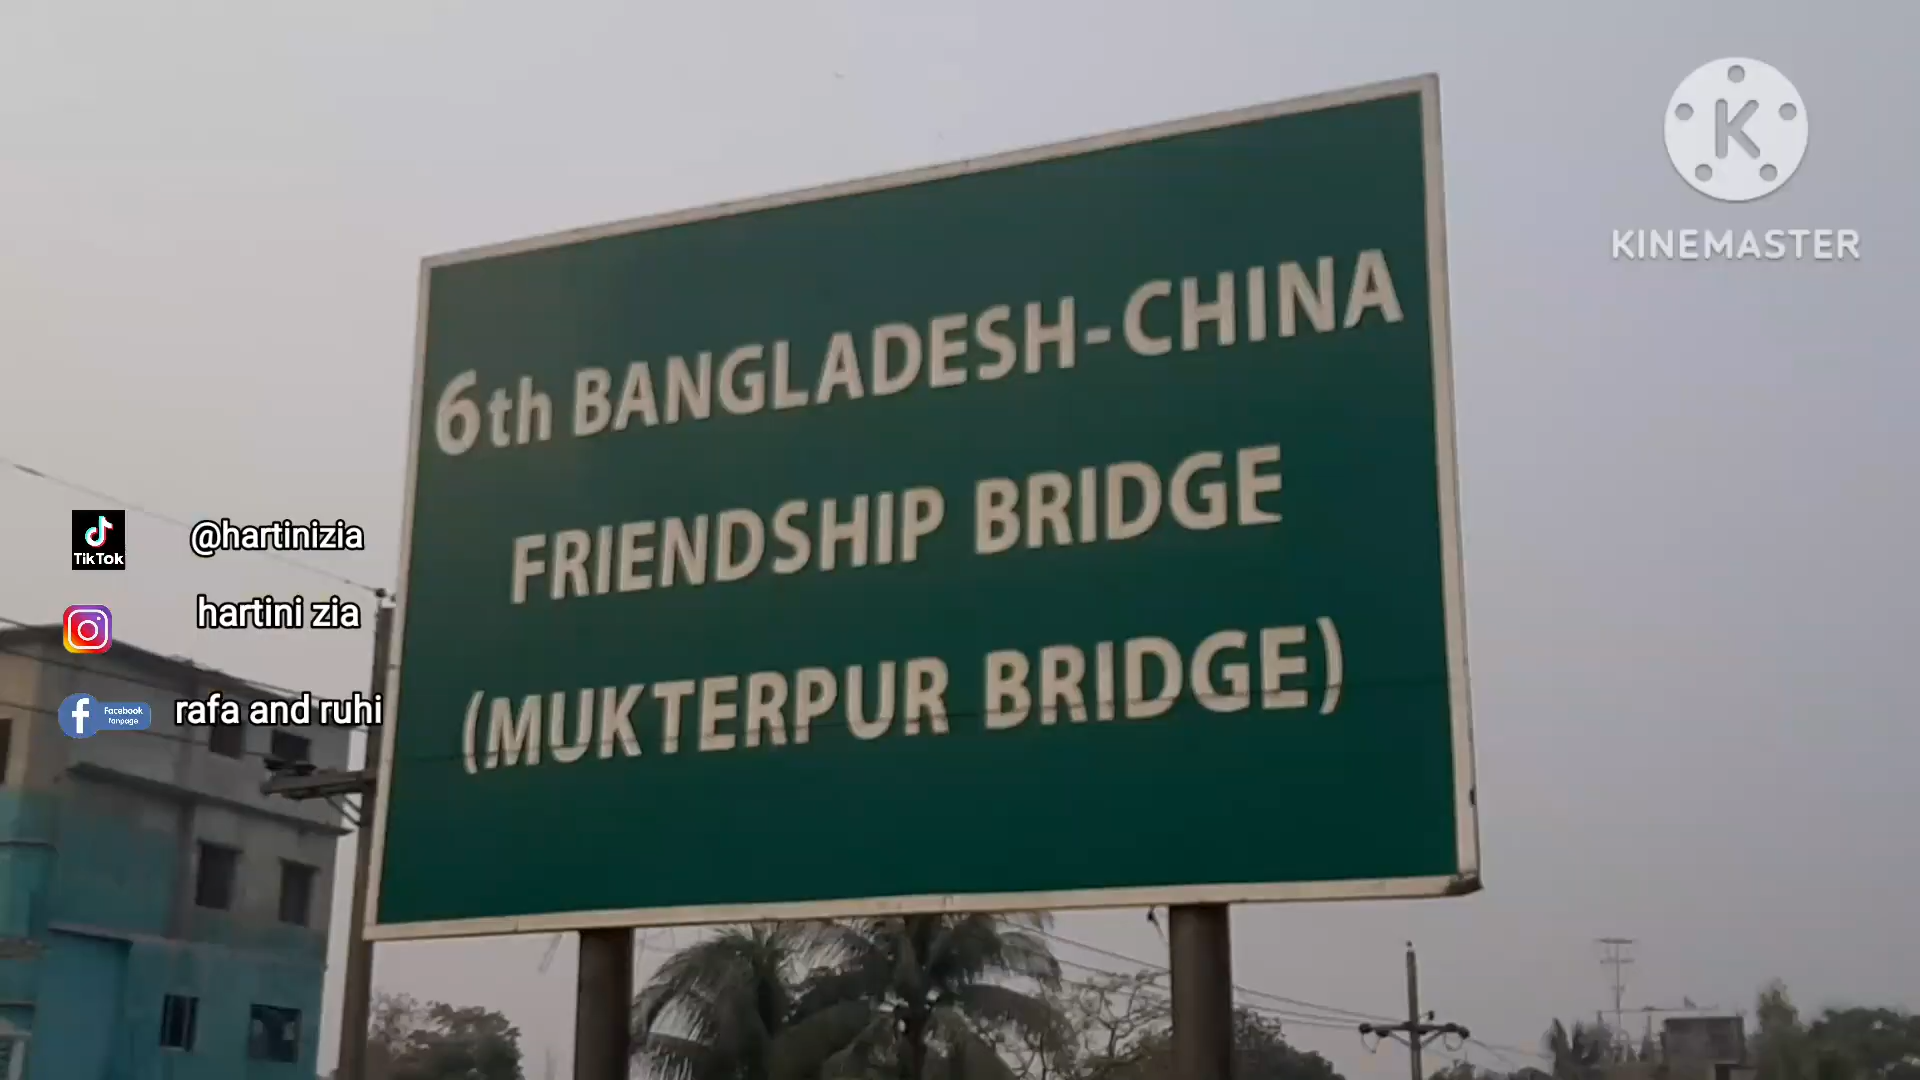 6th BANGLADESH-CHINA
FRIENDSHIP BRIDGE
(MUKTERPUR BRIDGE)
K
KINEMASTER
TikTok
@hartinizia
hartini zia
f
Facebook
fanpage
rafa and ruhi